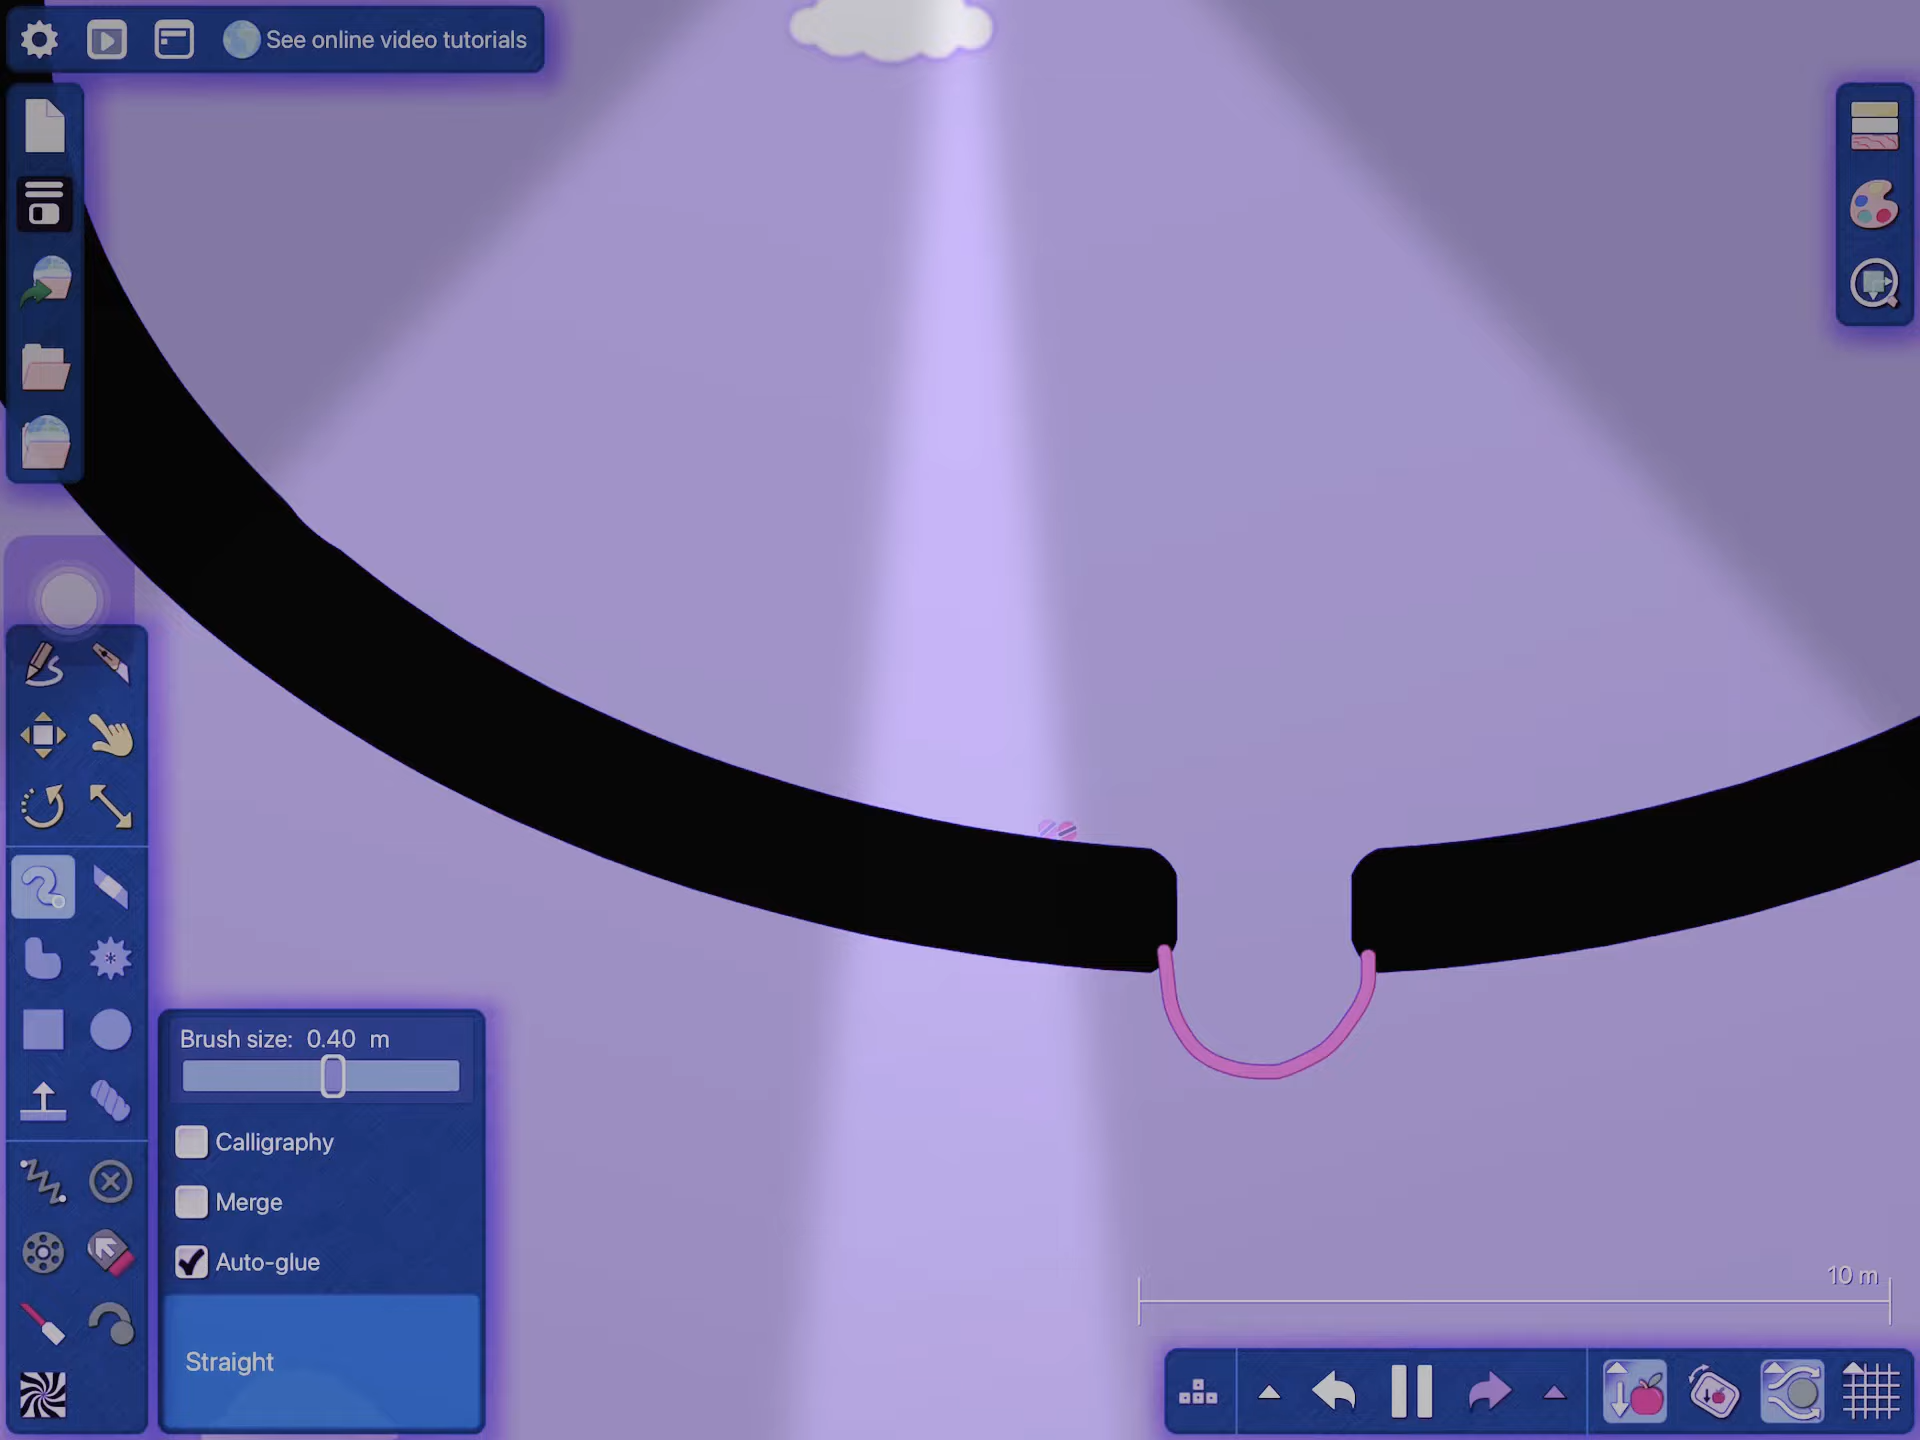 See online video tutorials
Brush size: 0.40 m
Calligraphy
Merge
Auto-glue
Straight
10 m